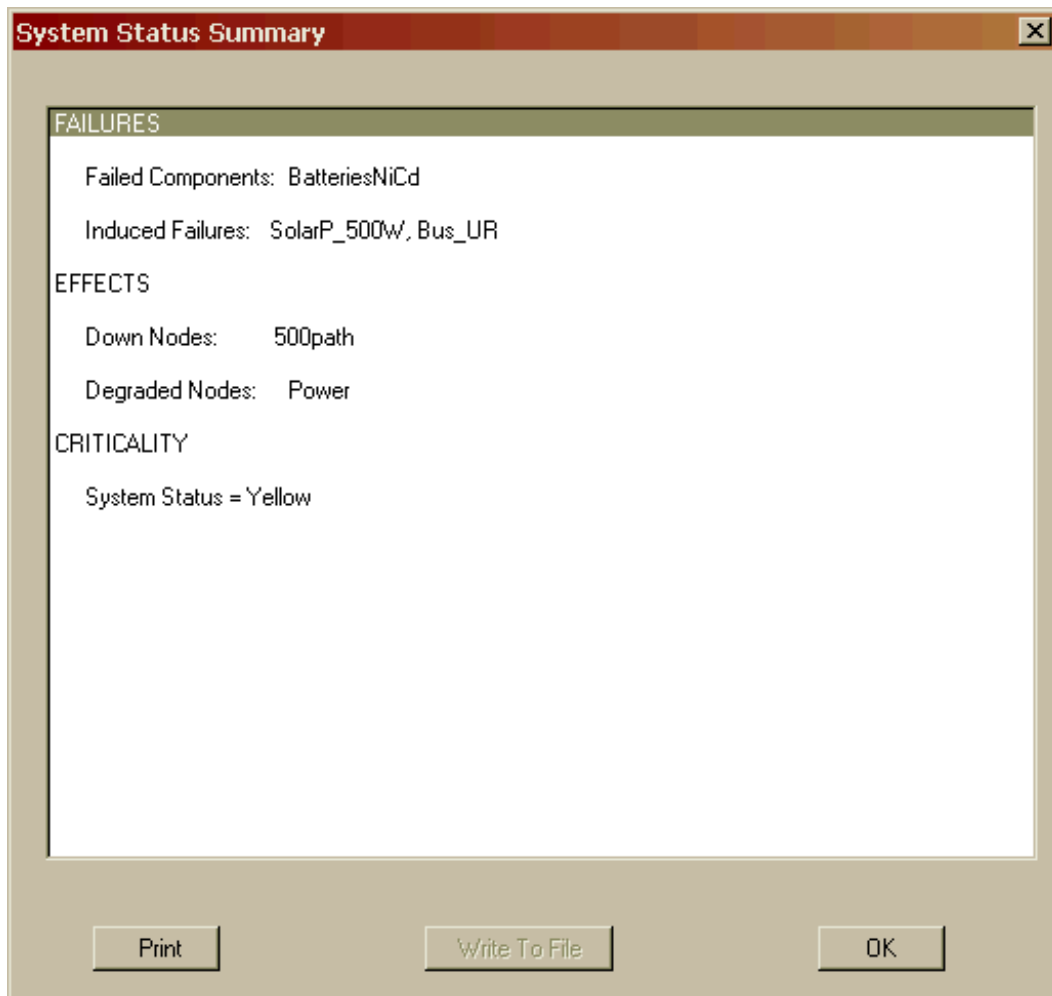 System Status Summary
FAILURES
Failed Components: BatteriesNiCd
Induced Failures: SolarP_500W, Bus_UR
EFFECTS
Down Nodes: 500path
Degraded Nodes: Power
CRITICALITY
System Status = Yellow
Print
Write To File
OK